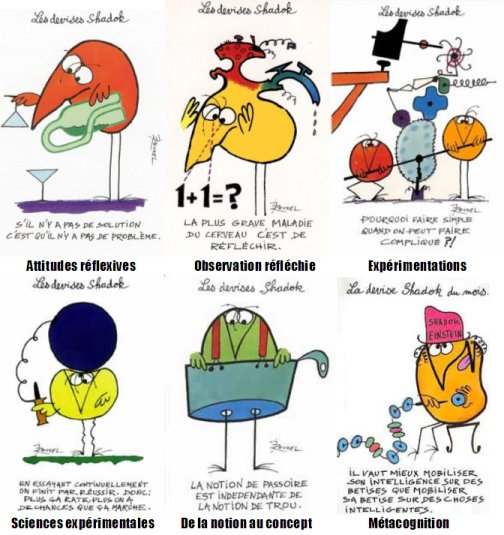 Les devises Shadok
S'IL N'Y A PAS DE SOLUTION
C'EST QU'IL N'Y A PAS DE PROBLÈME.
Attitudes réflexives
Les devises Shadok
1+1=?
LA PLUS GRAVE MALADIE
DU CERVEAU C'EST DE
RÉFLÉCHIR.
Observation réfléchie
Les devises Shadok
POURQUOI FAIRE SIMPLE
QUAND ON PEUT FAIRE
COMPLIQUÉ ?!
Expérimentations
Les devises Shadok
EN ESSAYANT CONTINUELLEMENT
ON FINIT PAR RÉUSSIR. DONC:
PLUS ÇA RATE, PLUS ON A
DE CHANCES QUE ÇA MARCHE.
Sciences expérimentales
Les devises Shadok
LA NOTION DE PASSOIRE
EST INDÉPENDANTE DE
LA NOTION DE TROU.
De la notion au concept
La devise Shadok du mois.
SHADOK
EINSTEIN
IL VAUT MIEUX MOBILISER
SON INTELLIGENCE SUR DES
BETISES QUE MOBILISER
SA BETISE SUR DES CHOSES
INTELLIGENTES.
Métacognition